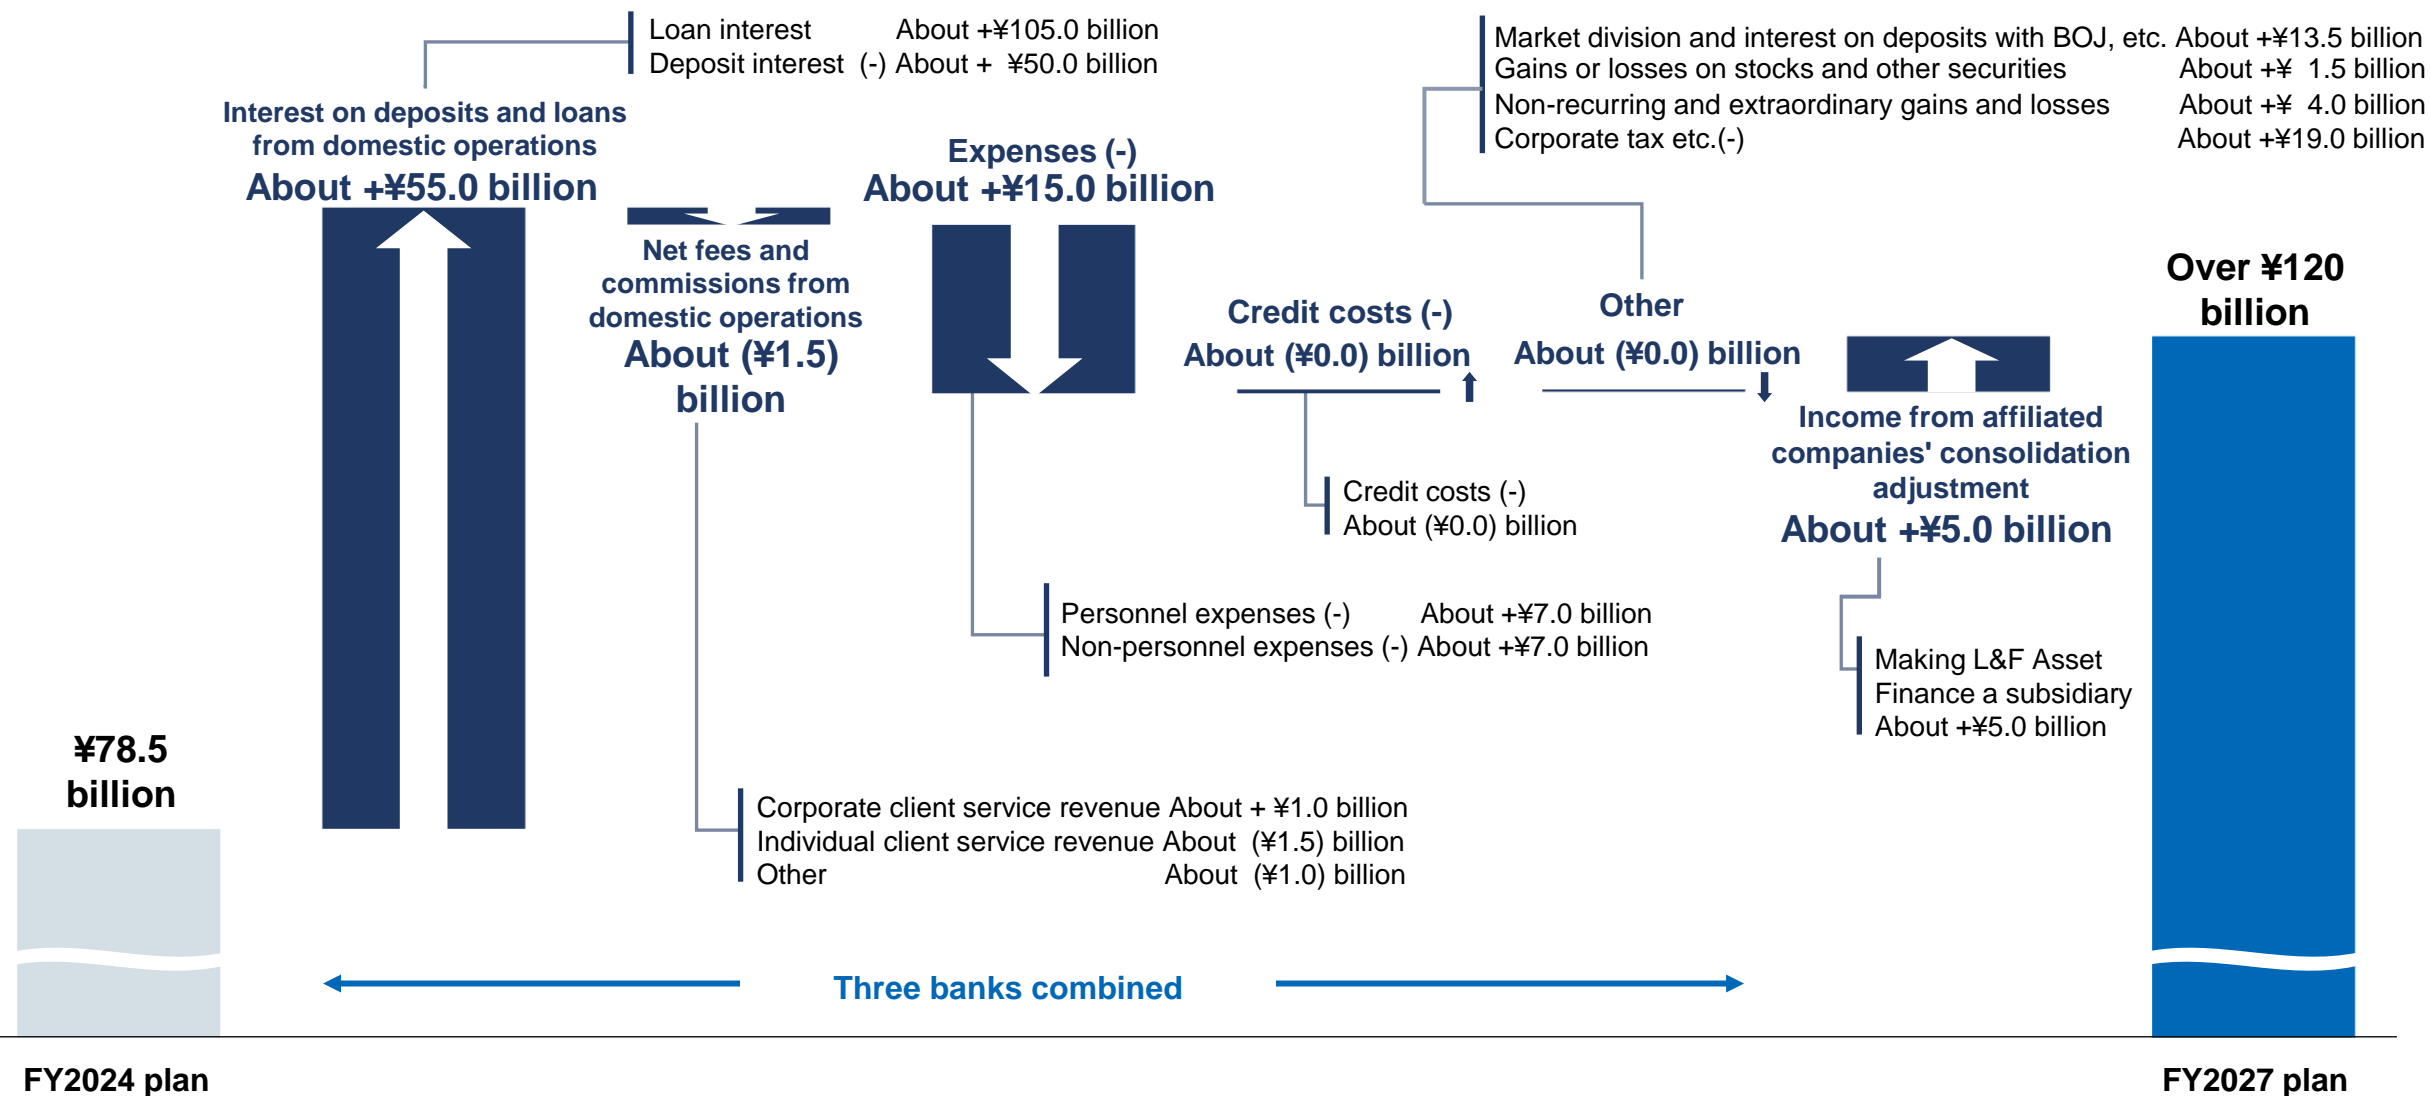 Loan interest About +¥105.0 billion
Deposit interest (-) About + ¥50.0 billion
Interest on deposits and loans
from domestic operations
About +¥55.0 billion
Net fees and
commissions from
domestic operations
About (¥1.5)
billion
Expenses (-)
About +¥15.0 billion
Market division and interest on deposits with BOJ, etc. About +¥13.5 billion
Gains or losses on stocks and other securities About +¥ 1.5 billion
Non-recurring and extraordinary gains and losses About +¥ 4.0 billion
Corporate tax etc.(-) About +¥19.0 billion
Credit costs (-)
About (¥0.0) billion
Other
About (¥0.0) billion
Over ¥120
billion
Income from affiliated
companies' consolidation
adjustment
About +¥5.0 billion
Credit costs (-)
About (¥0.0) billion
Personnel expenses (-) About +¥7.0 billion
Non-personnel expenses (-) About +¥7.0 billion
Making L&F Asset
Finance a subsidiary
About +¥5.0 billion
¥78.5
billion
Corporate client service revenue About + ¥1.0 billion
Individual client service revenue About (¥1.5) billion
Other About (¥1.0) billion
Three banks combined
FY2024 plan
FY2027 plan